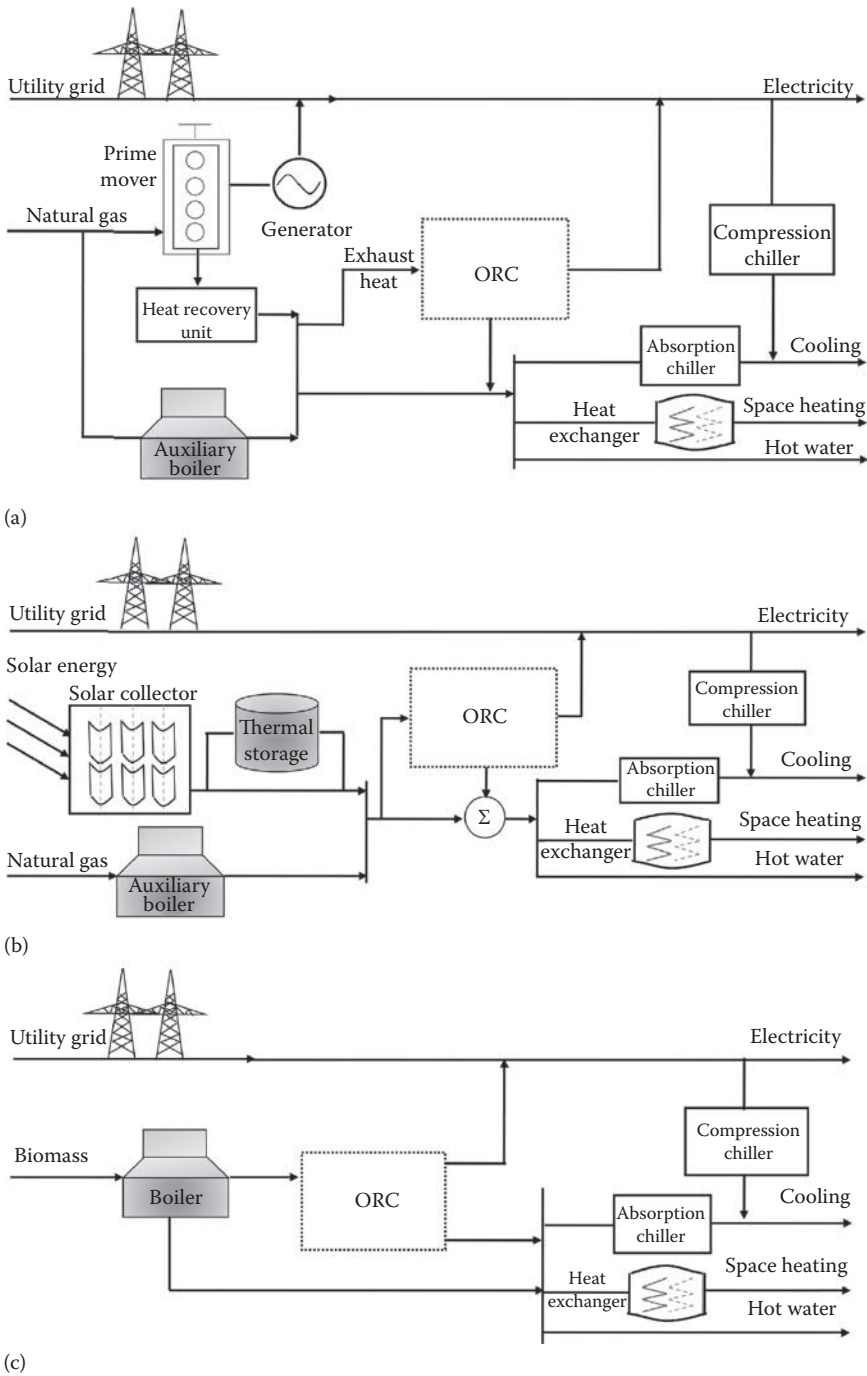 Utility grid
Electricity
Prime
mover
Natural gas
Generator
Compression
chiller
Exhaust
heat
ORC
Heat recovery
unit
Absorption
chiller
Cooling
Heat
exchanger
Space heating
Hot water
Auxiliary
boiler
(a)
Utility grid
Electricity
Solar energy
Solar collector
Thermal
storage
ORC
Compression
chiller
Absorption
chiller
Cooling
Σ
Heat
exchanger
Space heating
Hot water
Natural gas
Auxiliary
boiler
(b)
Utility grid
Electricity
Biomass
Boiler
ORC
Compression
chiller
Absorption
chiller
Cooling
Heat
exchanger
Space heating
Hot water
(c)